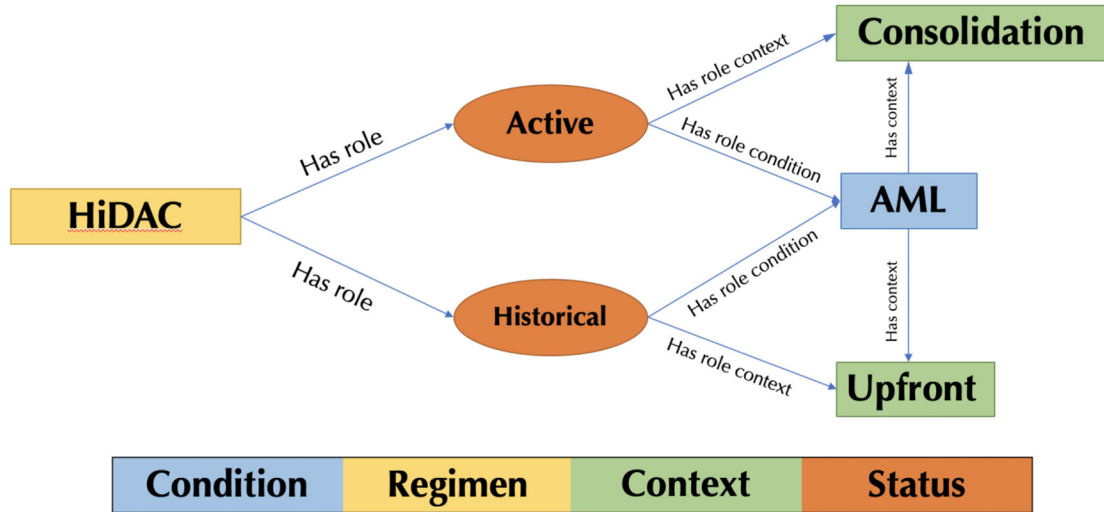 Consolidation
Has role context
Active
Has role
Has role condition
Has context
HiDAC
AML
Has role
Historical
Has role condition
Has context
Has role context
Upfront
Condition Regimen Context Status